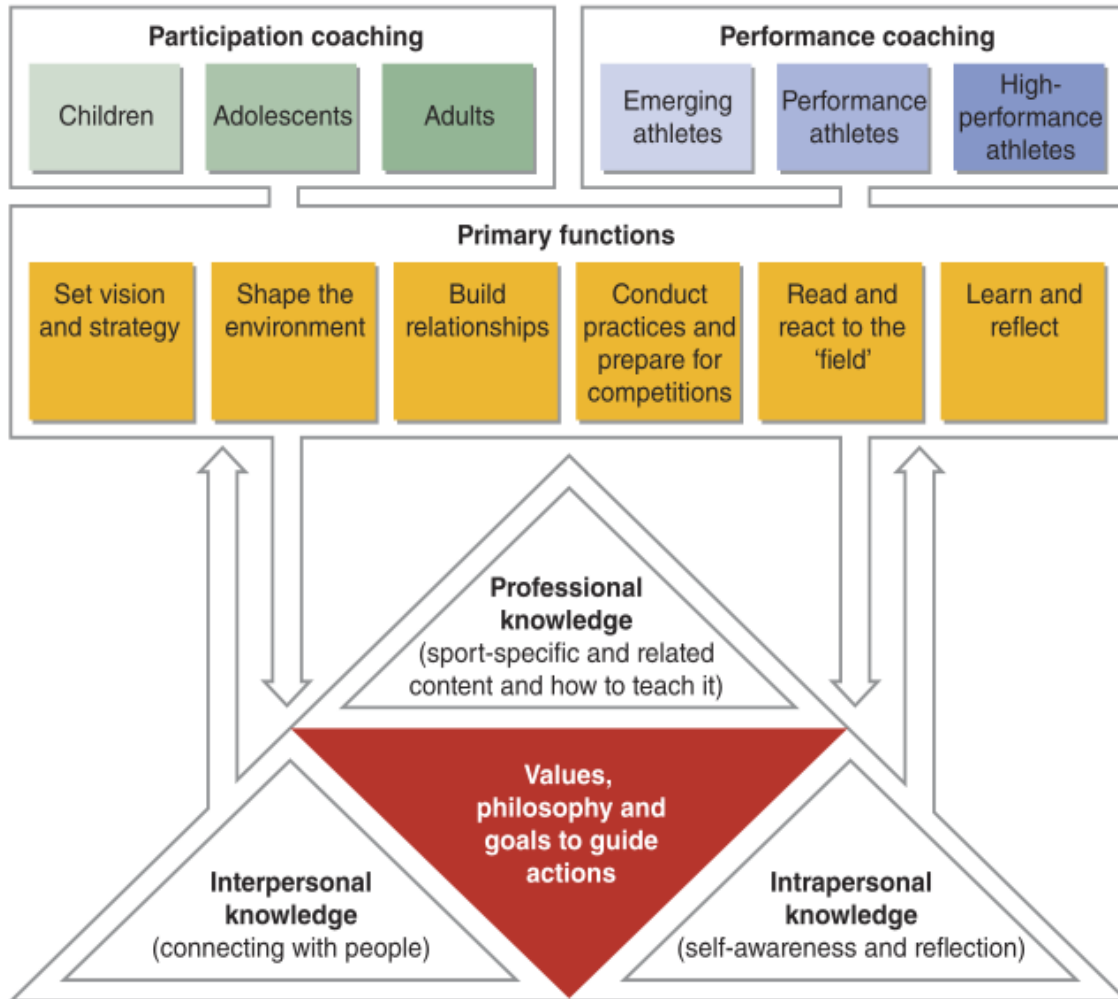 Participation coaching
Children
Adolescents
Adults
Performance coaching
Emerging
athletes
Performance
athletes
High-
performance
athletes
Primary functions
Set vision
and strategy
Shape the
environment
Build
relationships
Conduct
practices and
prepare for
competitions
Read and
react to the
‘field’
Learn and
reflect
Professional
knowledge
(sport-specific and related
content and how to teach it)
Values,
philosophy and
goals to guide
actions
Interpersonal
knowledge
(connecting with people)
Intrapersonal
knowledge
(self-awareness and reflection)